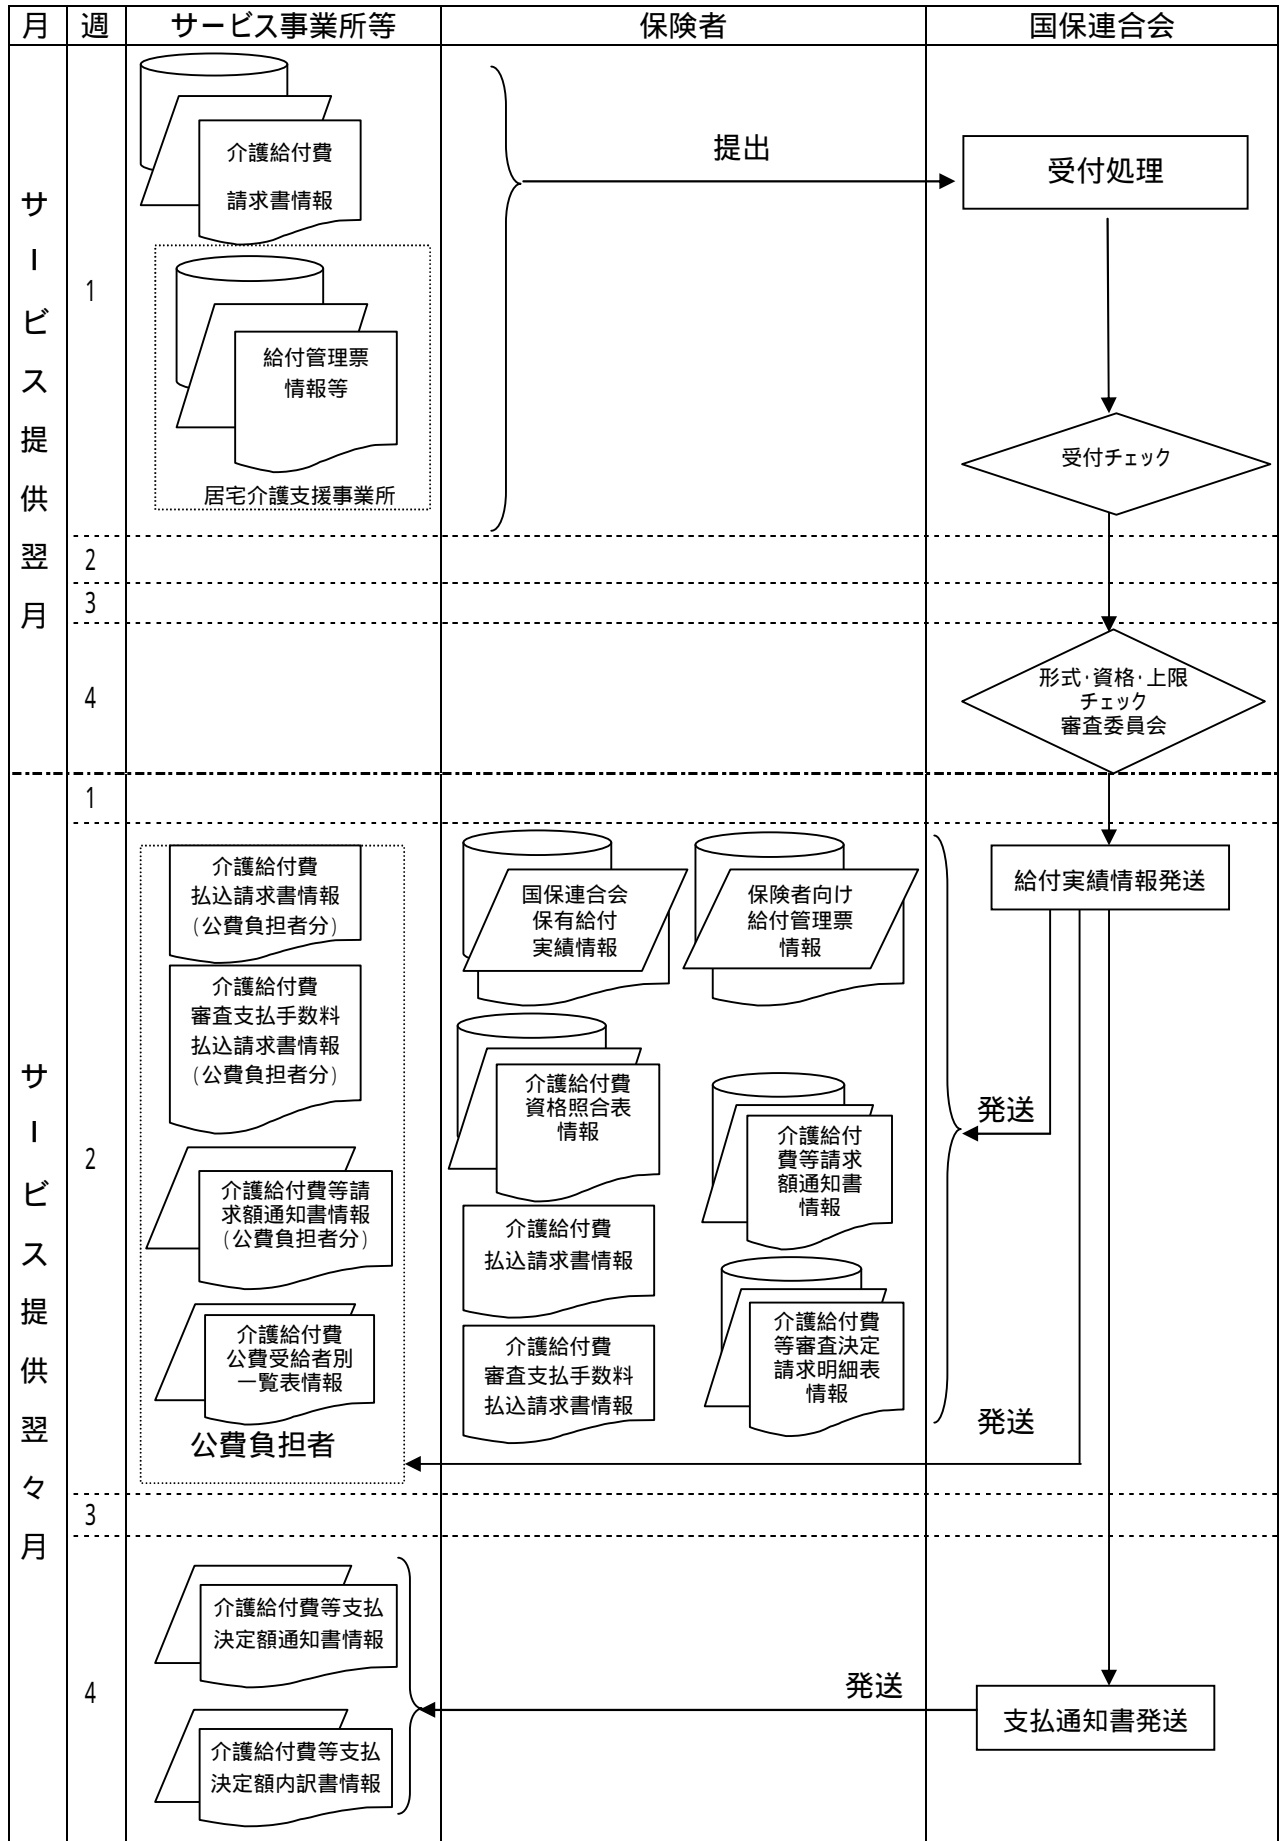 月 週 サービス事業所等 保険者 国保連合会
サービス提供翌月
1
介護給付費
請求書情報
給付管理票
情報等
居宅介護支援事業所
提出
受付処理
受付チェック
2
3
4
形式・資格・上限
チェック
審査委員会
サービス提供翌々月
1
2
介護給付費
払込請求書情報
(公費負担者分)
介護給付費
審査支払手数料
払込請求書情報
(公費負担者分)
介護給付費等請
求額通知書情報
(公費負担者分)
介護給付費
公費受給者別
一覧表情報
公費負担者
国保連合会
保有給付
実績情報
保険者向け
給付管理票
情報
介護給付費
資格照合表
情報
介護給付
費等請求
額通知書
情報
介護給付費
払込請求書情報
介護給付費
審査支払手数料
払込請求書情報
介護給付費
等審査決定
請求明細表
情報
給付実績情報発送
発送
発送
3
4
介護給付費等支払
決定額通知書情報
介護給付費等支払
決定額内訳書情報
発送
支払通知書発送